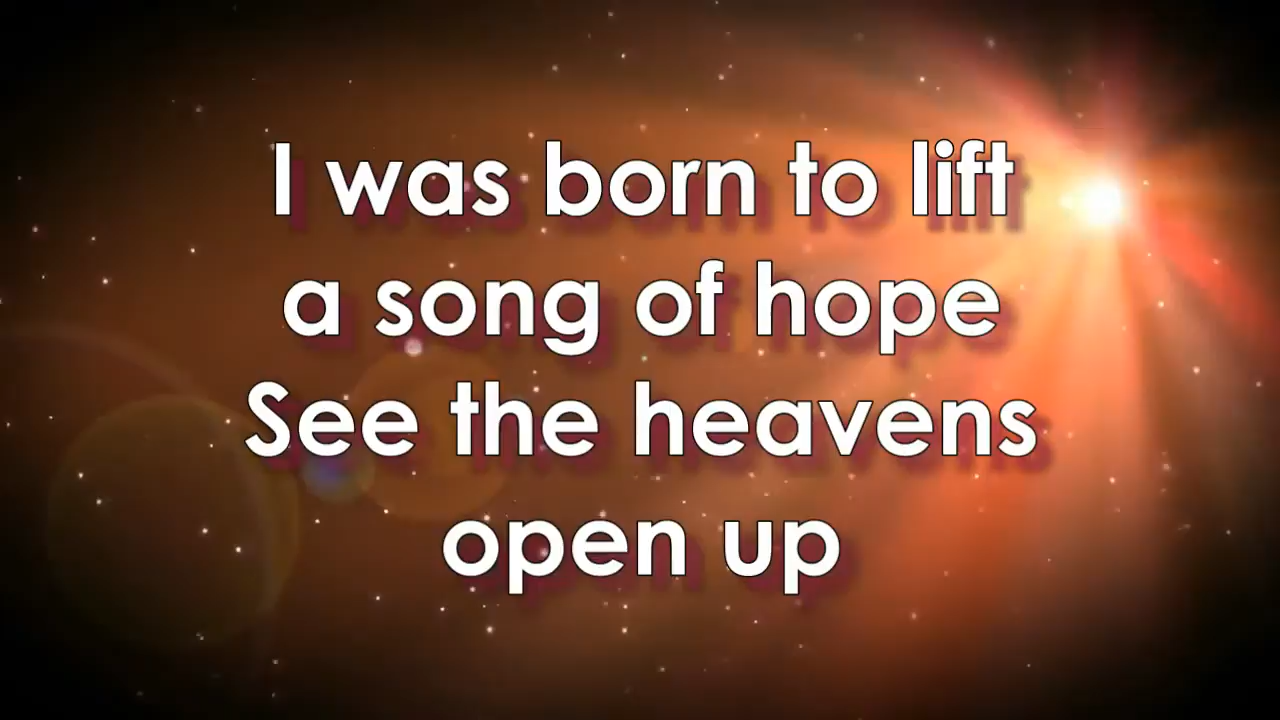 I was born to lift
a song of hope
See the heavens
open up